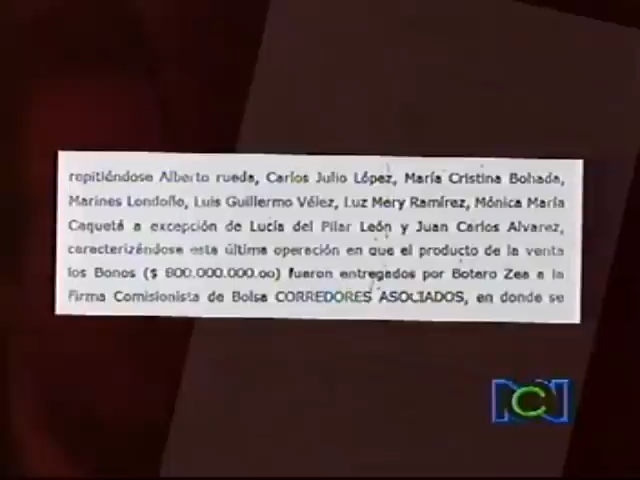 repitiéndose Alberto rueda, Carlos Julio López, María Cristina Bohada,
Marines Londoño, Luis Guillermo Vélez, Luz Mery Ramírez, Mónica María
Caquetá a excepción de Lucía del Pilar León y Juan Carlos Alvarez,
caracterizándose esta última operación en que el producto de la venta
los Bonos ($ 800.000.000.oo) fueron entregados por Botero Zea a la
Firma Comisionista de Bolsa CORREDORES ASOCIADOS, en donde se
RCN